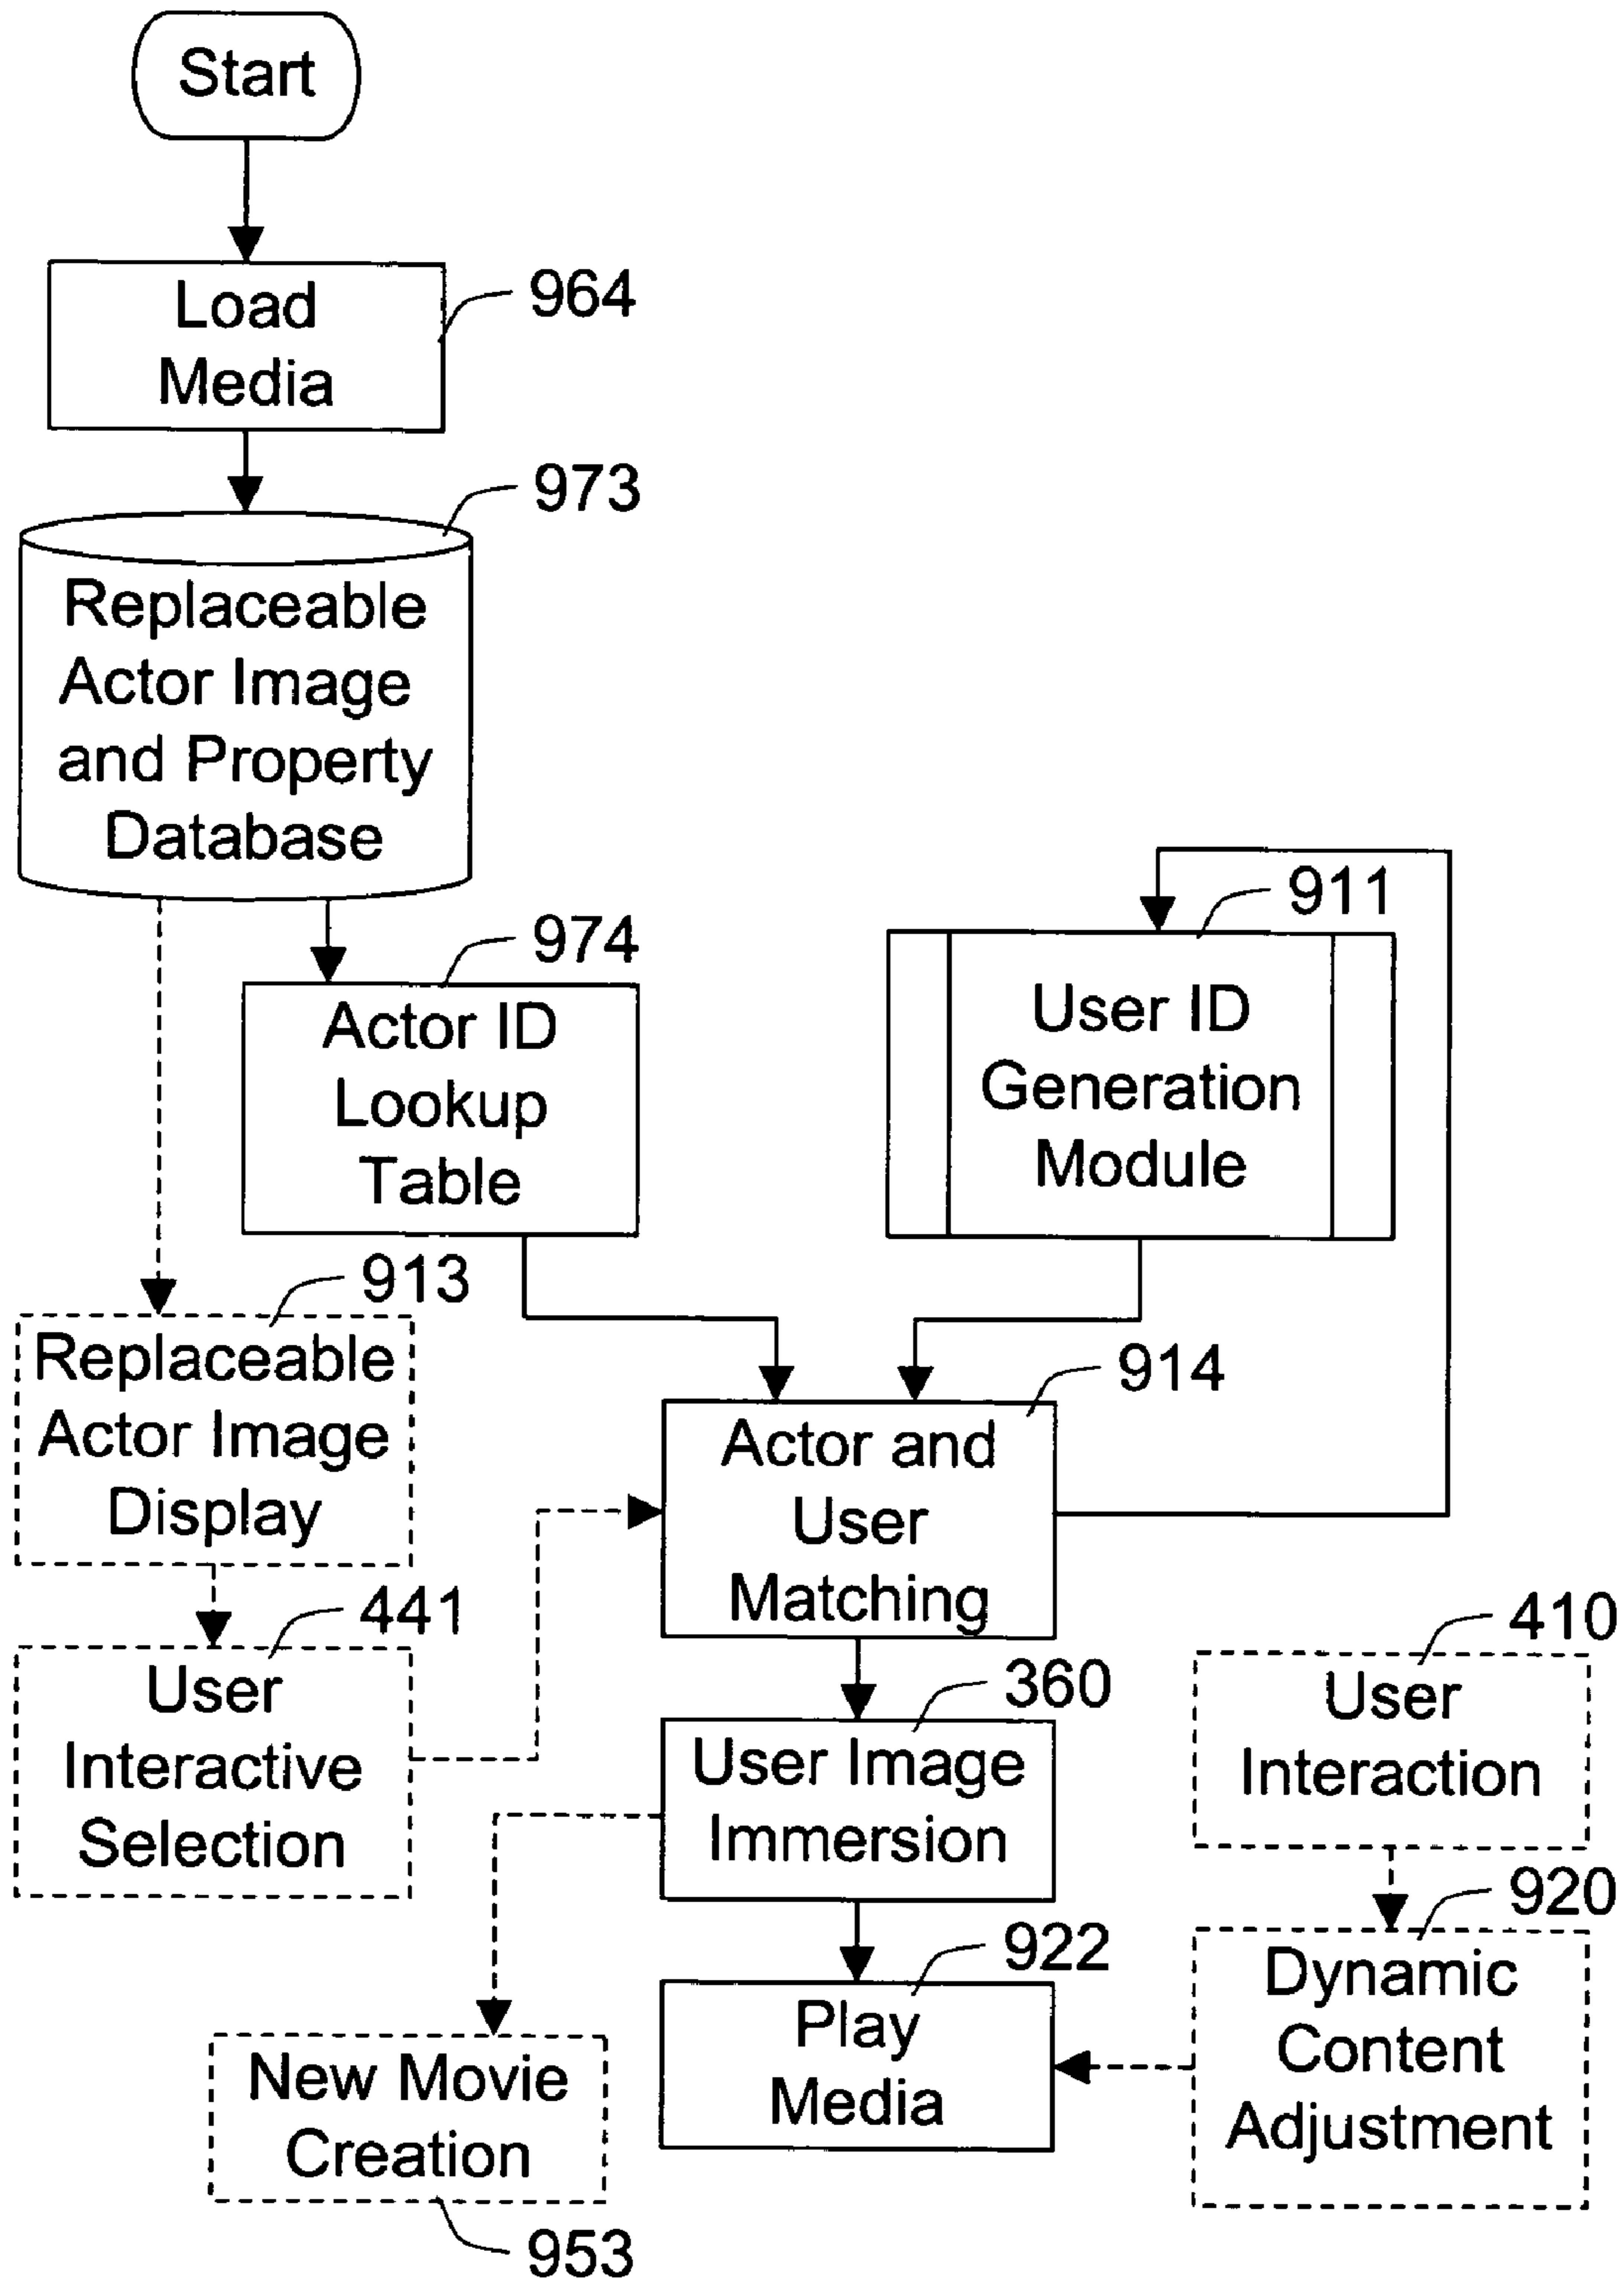 Start
964
Load
Media
973
Replaceable
Actor Image
and Property
Database
974
Actor ID
Lookup
Table
911
User ID
Generation
Module
913
Replaceable
Actor Image
Display
914
Actor and
User
Matching
441
User
Interactive
Selection
360
User Image
Immersion
410
User
Interaction
920
Dynamic
Content
Adjustment
922
Play
Media
New Movie
Creation
953